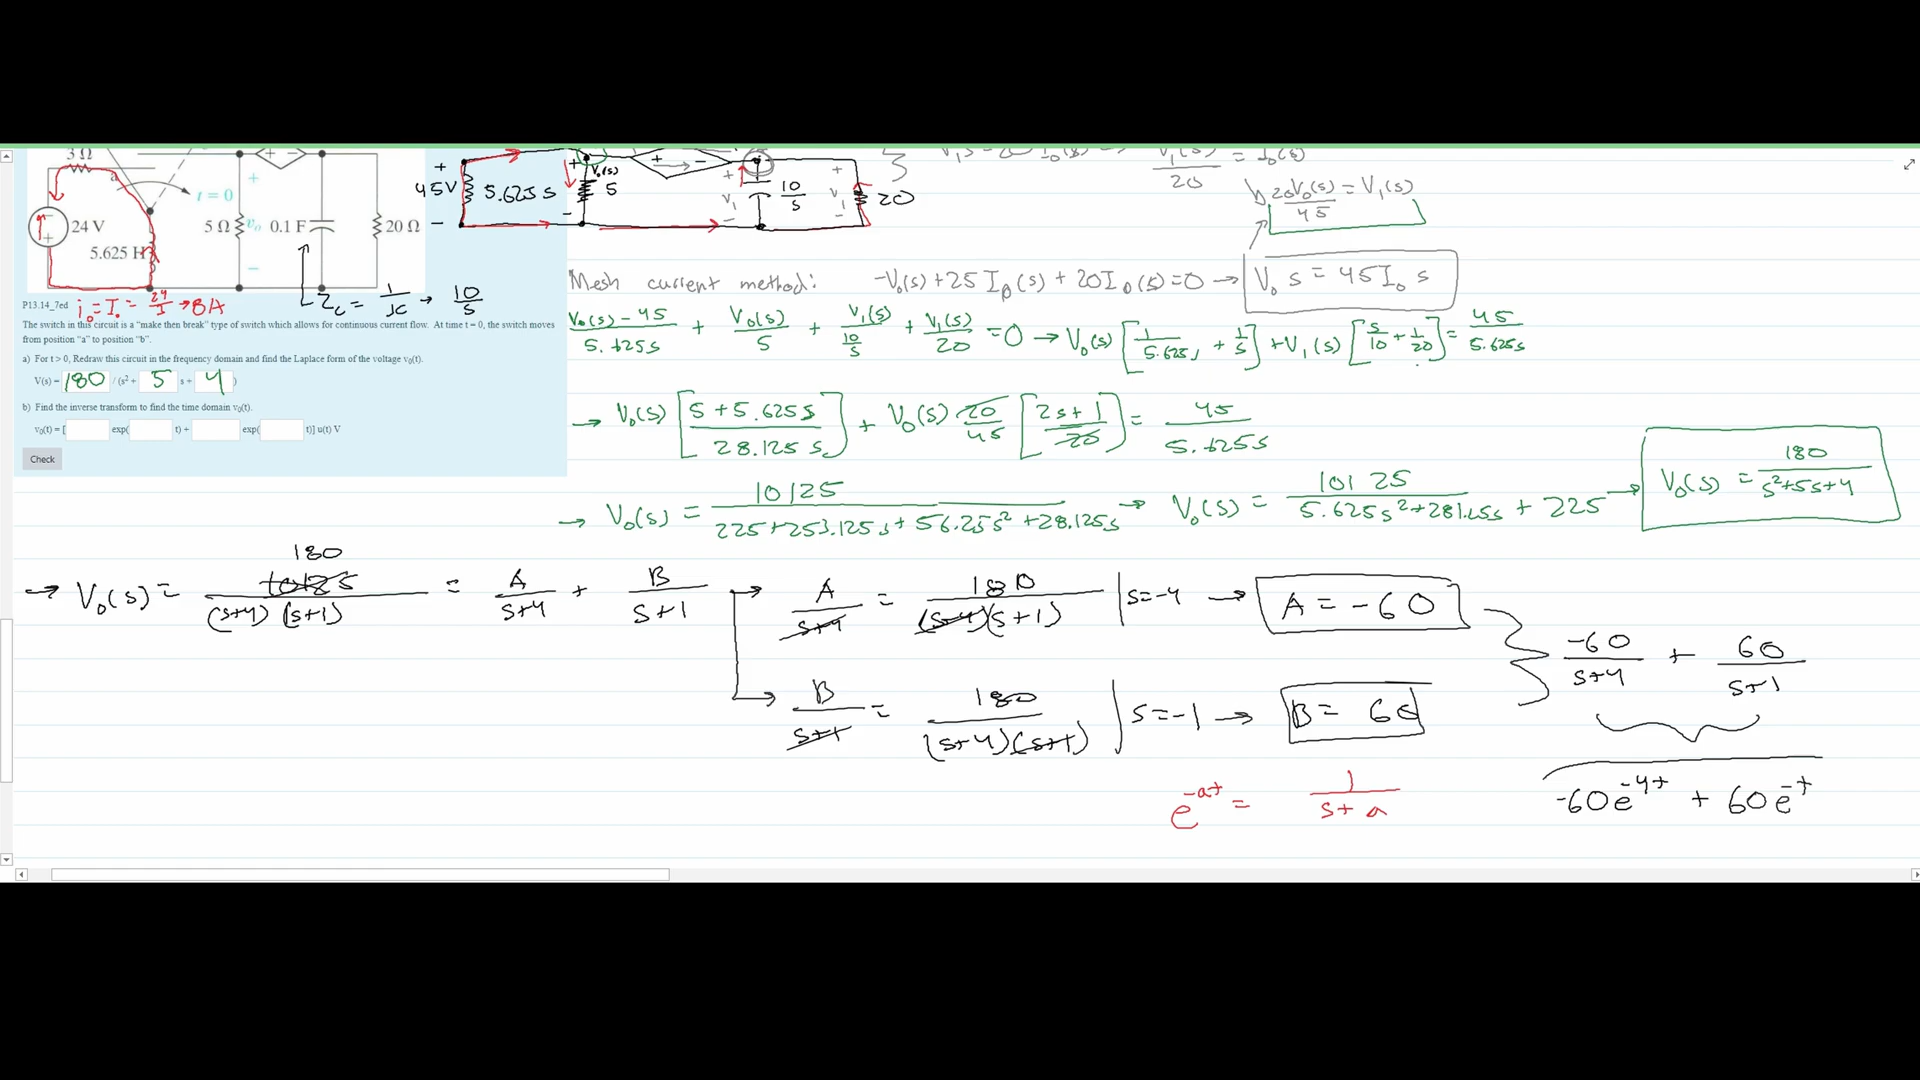 3 Ω
a
t = 0
24 V
5.625 H
5 Ω
+
v₀
−
0.1 F
20 Ω
+ −
45V
5.625 s
V₀(s)
5
+ −
V₁
10/s
V₁
20
V₁(s)/20 = I₀(s)
20V₀(s)/45 = V₁(s)
i₀ = I₀ = 24/3 → 8A
Z_C = 1/jc → 10/s
P13.14_7ed
The switch in this circuit is a "make then break" type of switch which allows for continuous current flow. At time t = 0, the switch moves
from position "a" to position "b".
a) For t > 0, Redraw this circuit in the frequency domain and find the Laplace form of the voltage v₀(t).
V(s) = 180 / (s² + 5 s + 4 )
b) Find the inverse transform to find the time domain v₀(t).
v₀(t) = [ exp( t) + exp( t)] u(t) V
Check
Mesh current method: -V₀(s) + 25 I₀(s) + 20I₀(s) = 0 → V₀ s = 45 I₀ s
V₀(s) - 45/5.625s + V₀(s)/5 + V₁(s)/10/s + V₁(s)/20 = 0 → V₀(s) [1/5.625s + 1/5] + V₁(s) [s/10 + 1/20] = 45/5.625s
→ V₀(s) [5 + 5.625s/28.125 s] + V₀(s) 20/45 [2s + 1/20] = 45/5.625s
→ V₀(s) = 10125/225 + 253.125s + 56.25s² + 28.125s → V₀(s) = 10125/5.625s² + 281.25s + 225 → V₀(s) = 180/s² + 5s + 4
→ V₀(s) = 10125 180/(s+4)(s+1) = A/s+4 + B/s+1 → A/s+4 = 180/(s+4)(s+1) | s=-4 → A = -60
B/s+1 = 180/(s+4)(s+1) | s=-1 → B = 60
-60/s+4 + 60/s+1
e^-at = 1/s+a
-60e^-4t + 60e^-t